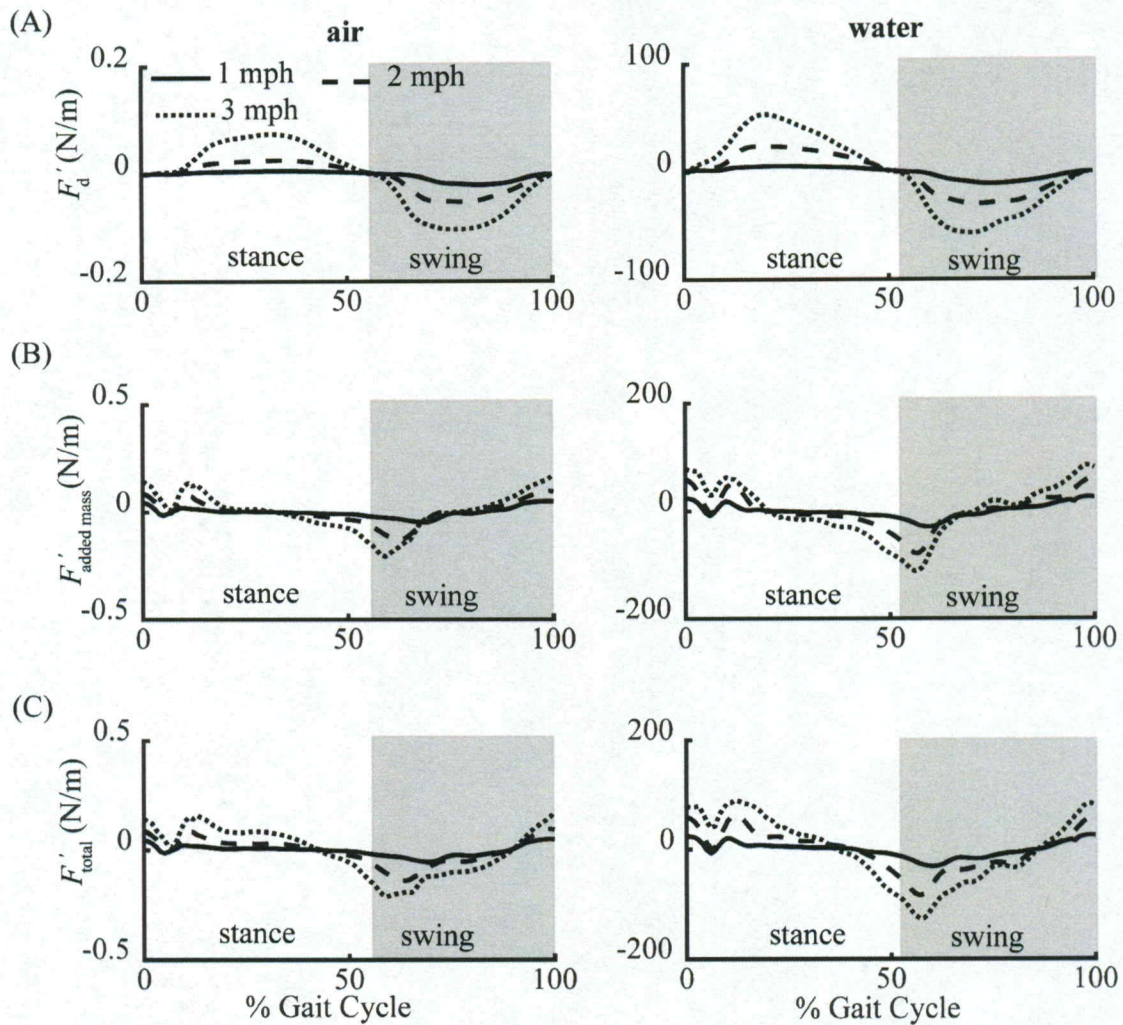 (A)
air
water
0.2
0
-0.2
F_d′ (N/m)
1 mph
2 mph
3 mph
stance
swing
0
50
100
100
0
-100
stance
swing
0
50
100
(B)
0.5
0
-0.5
F′_added mass (N/m)
stance
swing
0
50
100
200
0
-200
stance
swing
0
50
100
(C)
0.5
0
-0.5
F′_total (N/m)
stance
swing
0
50
100
% Gait Cycle
200
0
-200
stance
swing
0
50
100
% Gait Cycle